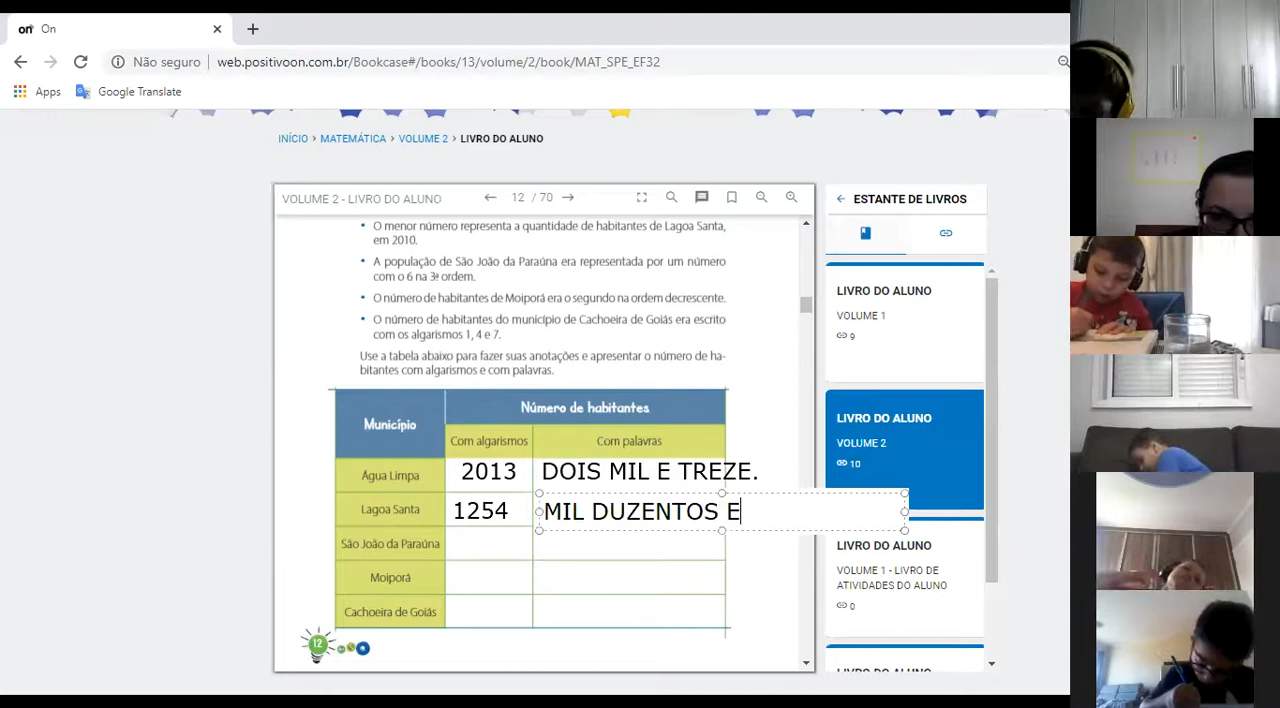 on On
Não seguro web.positivoon.com.br/Bookcase#/books/13/volume/2/book/MAT_SPE_EF32
Apps Google Translate
INÍCIO > MATEMÁTICA > VOLUME 2 > LIVRO DO ALUNO
VOLUME 2 - LIVRO DO ALUNO 12 / 70
• O menor número representa a quantidade de habitantes de Lagoa Santa,
em 2010.
• A população de São João da Paraúna era representada por um número
com o 6 na 3ª ordem.
• O número de habitantes de Moiporá era o segundo na ordem decrescente.
• O número de habitantes do município de Cachoeira de Goiás era escrito
com os algarismos 1, 4 e 7.
Use a tabela abaixo para fazer suas anotações e apresentar o número de ha-
bitantes com algarismos e com palavras.
Município
Número de habitantes
Com algarismos Com palavras
Água Limpa 2013 DOIS MIL E TREZE.
Lagoa Santa 1254 MIL DUZENTOS E
São João da Paraúna
Moiporá
Cachoeira de Goiás
12
ESTANTE DE LIVROS
LIVRO DO ALUNO
VOLUME 1
9
LIVRO DO ALUNO
VOLUME 2
10
LIVRO DO ALUNO
VOLUME 1 - LIVRO DE
ATIVIDADES DO ALUNO
0
LIVRO DO ALUNO